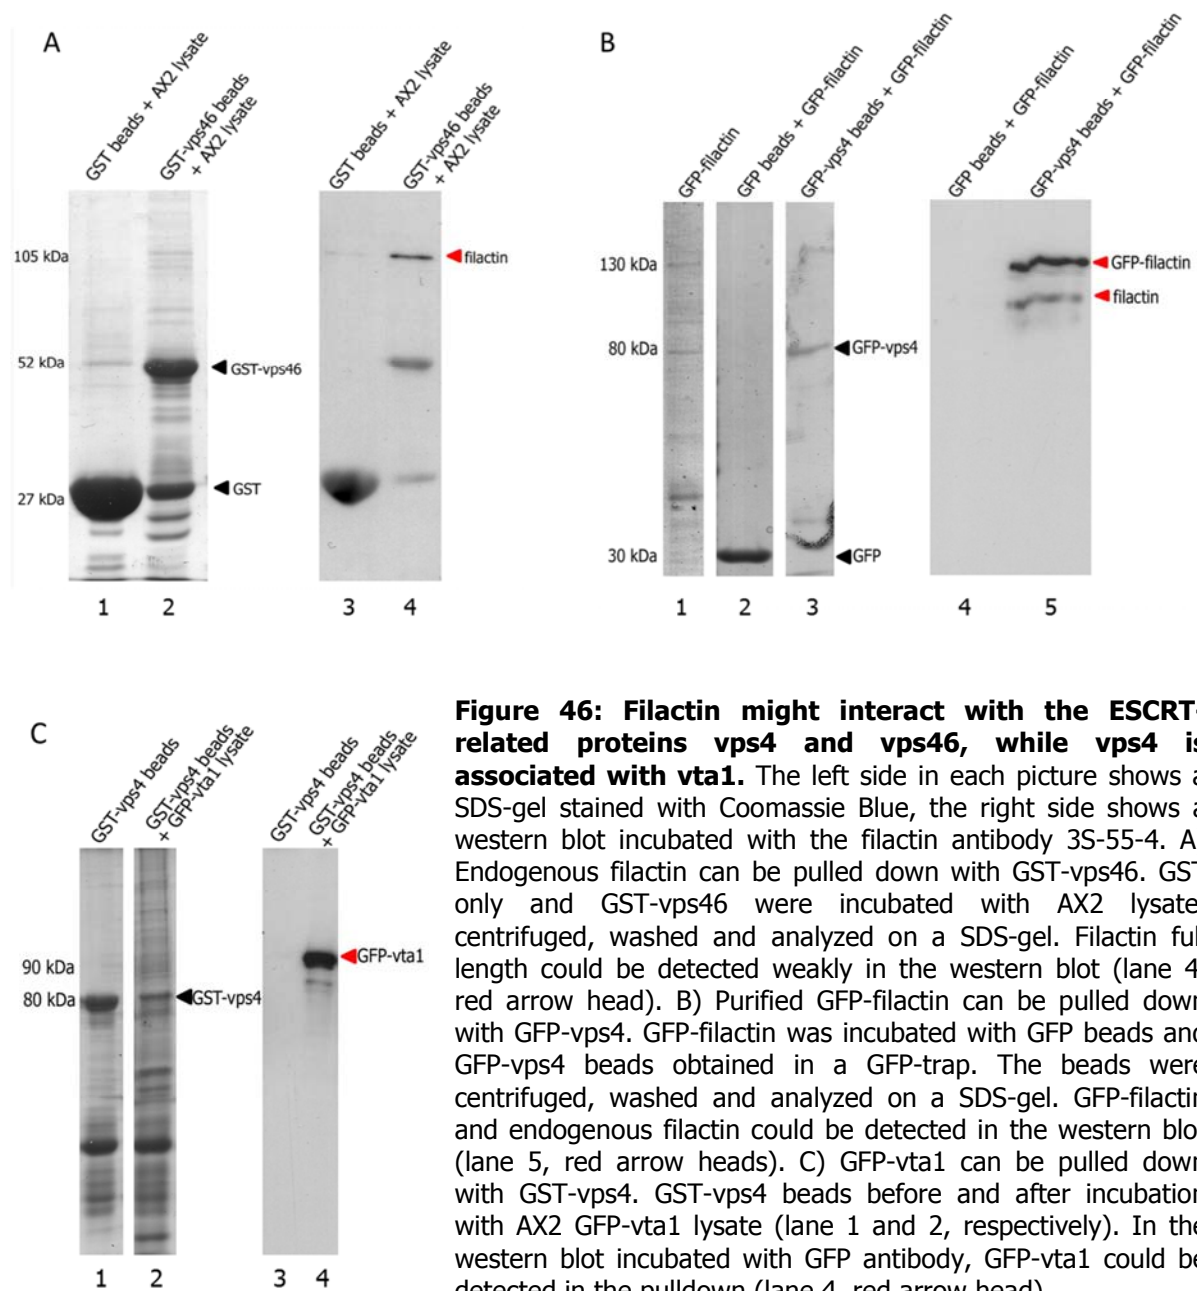 A
GST beads + AX2 lysate
GST-vps46 beads
+ AX2 lysate
GST beads + AX2 lysate
GST-vps46 beads
+ AX2 lysate
105 kDa
filactin
52 kDa
GST-vps46
27 kDa
GST
1 2 3 4
B
GFP-filactin
GFP beads + GFP-filactin
GFP-vps4 beads + GFP-filactin
GFP beads + GFP-filactin
GFP-vps4 beads + GFP-filactin
130 kDa
GFP-filactin
filactin
80 kDa
GFP-vps4
30 kDa
GFP
1 2 3 4 5
C
GST-vps4 beads
GST-vps4 beads
+ GFP-vta1 lysate
GST-vps4 beads
GST-vps4 beads
+ GFP-vta1 lysate
90 kDa
GFP-vta1
80 kDa
GST-vps4
1 2 3 4
Figure 46: Filactin might interact with the ESCRT-
related proteins vps4 and vps46, while vps4 is
associated with vta1. The left side in each picture shows a
SDS-gel stained with Coomassie Blue, the right side shows a
western blot incubated with the filactin antibody 3S-55-4. A)
Endogenous filactin can be pulled down with GST-vps46. GST
only and GST-vps46 were incubated with AX2 lysate,
centrifuged, washed and analyzed on a SDS-gel. Filactin full
length could be detected weakly in the western blot (lane 4,
red arrow head). B) Purified GFP-filactin can be pulled down
with GFP-vps4. GFP-filactin was incubated with GFP beads and
GFP-vps4 beads obtained in a GFP-trap. The beads were
centrifuged, washed and analyzed on a SDS-gel. GFP-filactin
and endogenous filactin could be detected in the western blot
(lane 5, red arrow heads). C) GFP-vta1 can be pulled down
with GST-vps4. GST-vps4 beads before and after incubation
with AX2 GFP-vta1 lysate (lane 1 and 2, respectively). In the
western blot incubated with GFP antibody, GFP-vta1 could be
detected in the pulldown (lane 4, red arrow head)